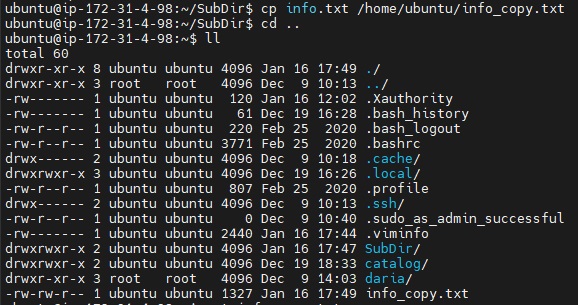 ubuntu@ip-172-31-4-98:~/SubDir$ cp info.txt /home/ubuntu/info_copy.txt
ubuntu@ip-172-31-4-98:~/SubDir$ cd ..
ubuntu@ip-172-31-4-98:~$ ll
total 60
drwxr-xr-x 8 ubuntu ubuntu 4096 Jan 16 17:49 ./
drwxr-xr-x 3 root   root   4096 Dec  9 10:13 ../
-rw------- 1 ubuntu ubuntu  120 Jan 16 12:02 .Xauthority
-rw------- 1 ubuntu ubuntu   61 Dec 19 16:28 .bash_history
-rw-r--r-- 1 ubuntu ubuntu  220 Feb 25  2020 .bash_logout
-rw-r--r-- 1 ubuntu ubuntu 3771 Feb 25  2020 .bashrc
drwx------ 2 ubuntu ubuntu 4096 Dec  9 10:18 .cache/
drwxrwxr-x 3 ubuntu ubuntu 4096 Dec 19 16:26 .local/
-rw-r--r-- 1 ubuntu ubuntu  807 Feb 25  2020 .profile
drwx------ 2 ubuntu ubuntu 4096 Dec  9 10:13 .ssh/
-rw-r--r-- 1 ubuntu ubuntu    0 Dec  9 10:40 .sudo_as_admin_successful
-rw------- 1 ubuntu ubuntu 2440 Jan 16 17:44 .viminfo
drwxrwxr-x 2 ubuntu ubuntu 4096 Jan 16 17:47 SubDir/
drwxrwxr-x 2 ubuntu ubuntu 4096 Dec 19 18:33 catalog/
drwxr-xr-x 3 root   root   4096 Dec  9 14:03 daria/
-rw-rw-r-- 1 ubuntu ubuntu 1327 Jan 16 17:49 info_copy.txt